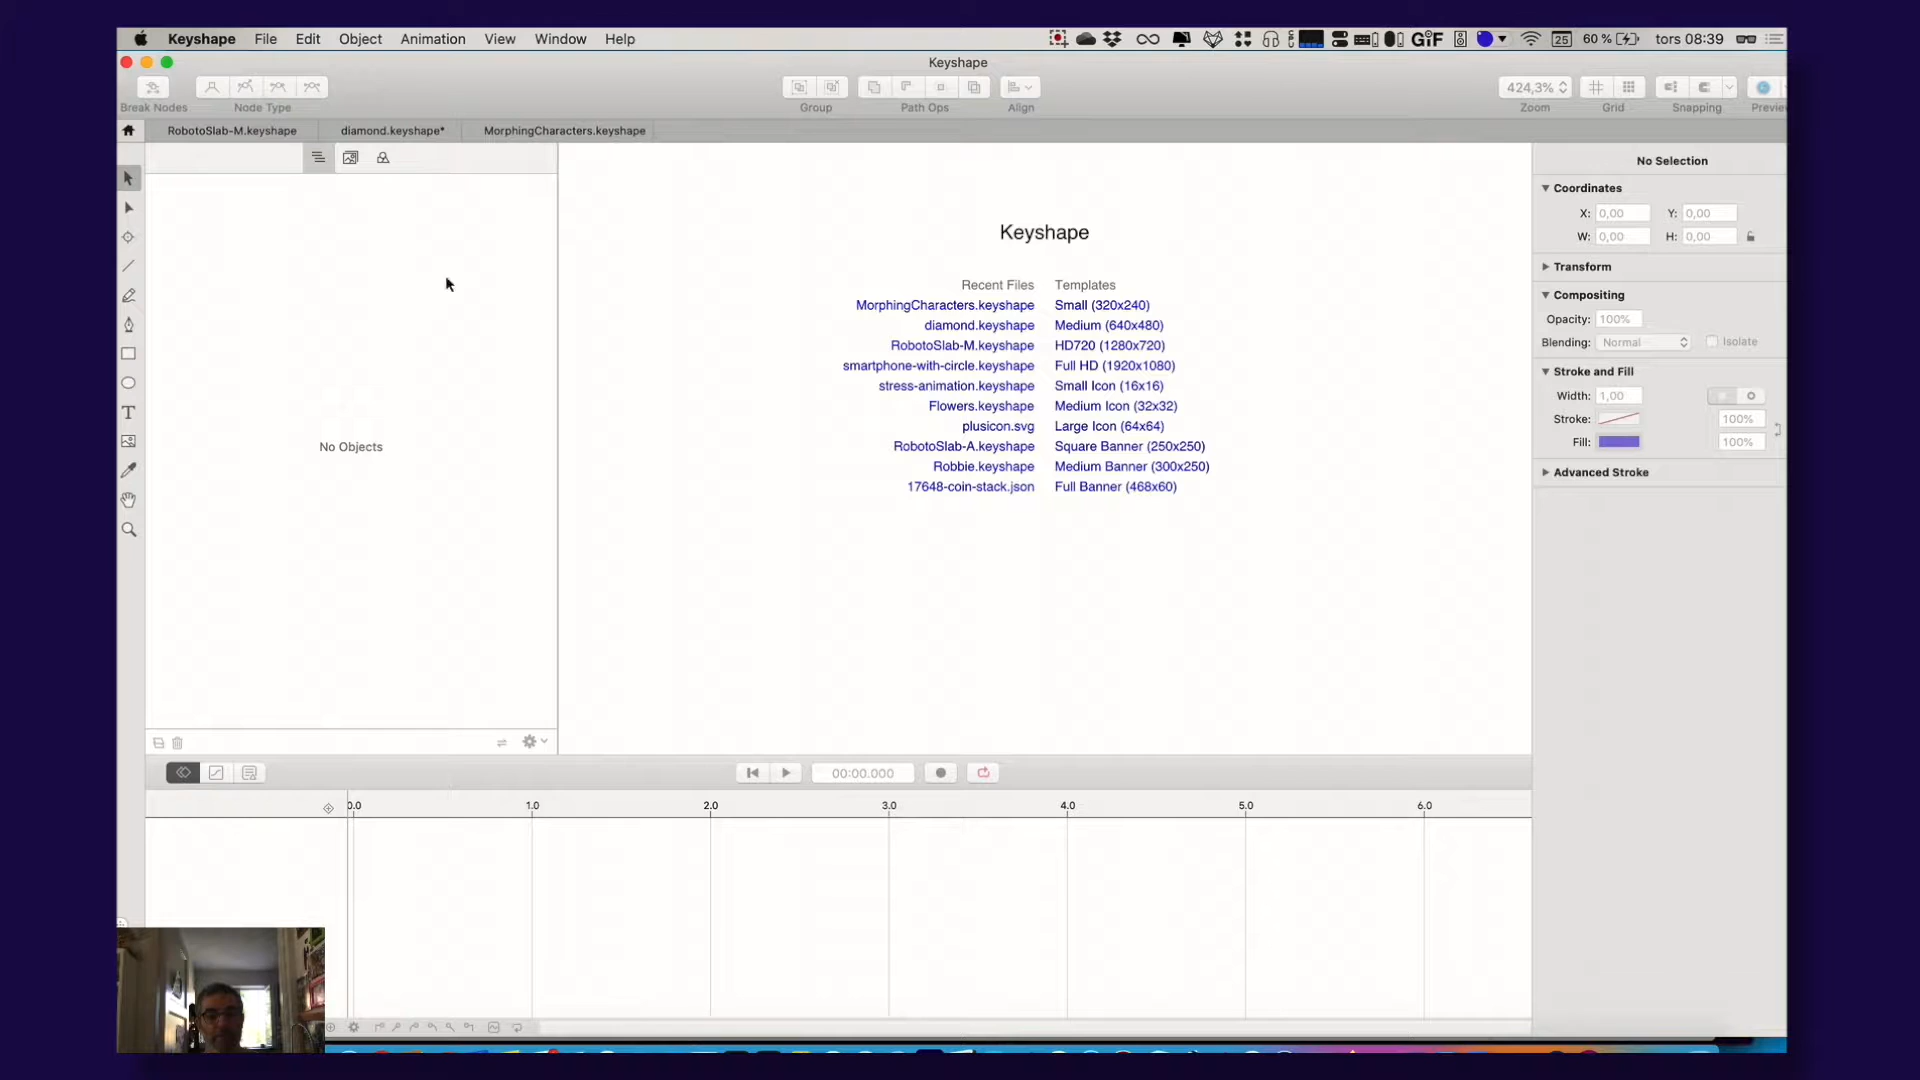 Keyshape File Edit Object Animation View Window Help GIF 25 60 % tors 08:39
Keyshape
424,3%
Break Nodes Node Type Group Path Ops Align Zoom Grid Snapping Previe
RobotoSlab-M.keyshape diamond.keyshape* MorphingCharacters.keyshape
No Selection
Coordinates
X: 0,00 Y: 0,00
W: 0,00 H: 0,00
Transform
Compositing
Opacity: 100%
Blending: Normal Isolate
Stroke and Fill
Width: 1,00
Stroke: 100%
Fill: 100%
Advanced Stroke
T
No Objects
Keyshape
Recent Files Templates
MorphingCharacters.keyshape Small (320x240)
diamond.keyshape Medium (640x480)
RobotoSlab-M.keyshape HD720 (1280x720)
smartphone-with-circle.keyshape Full HD (1920x1080)
stress-animation.keyshape Small Icon (16x16)
Flowers.keyshape Medium Icon (32x32)
plusicon.svg Large Icon (64x64)
RobotoSlab-A.keyshape Square Banner (250x250)
Robbie.keyshape Medium Banner (300x250)
17648-coin-stack.json Full Banner (468x60)
00:00.000
0.0 1.0 2.0 3.0 4.0 5.0 6.0